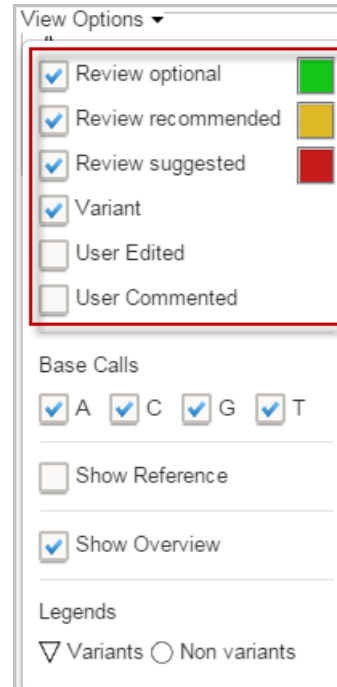 View Options
Review optional
Review recommended
Review suggested
Variant
User Edited
User Commented
Base Calls
A C G T
Show Reference
Show Overview
Legends
Variants Non variants